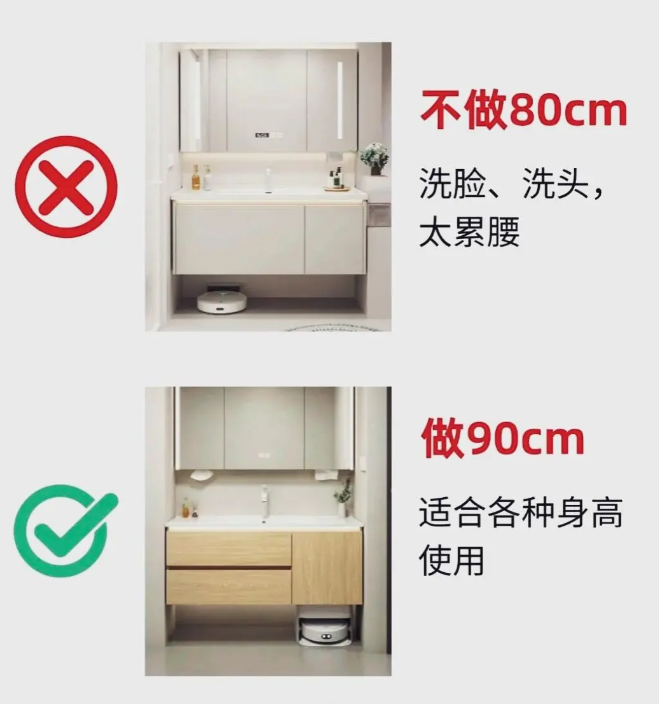 不做80cm
洗脸、洗头，
太累腰
做90cm
适合各种身高
使用